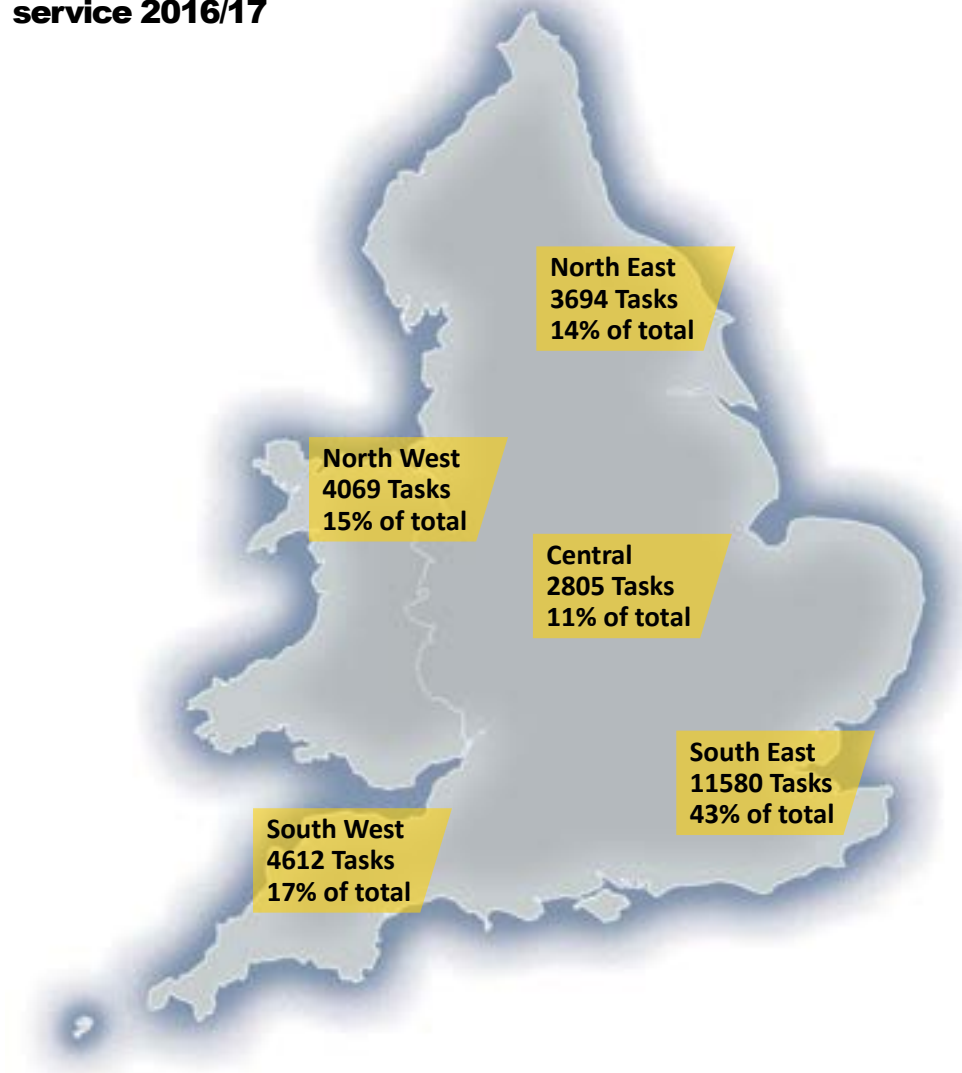 service 2016/17
North East
3694 Tasks
14% of total
North West
4069 Tasks
15% of total
Central
2805 Tasks
11% of total
South East
11580 Tasks
43% of total
South West
4612 Tasks
17% of total